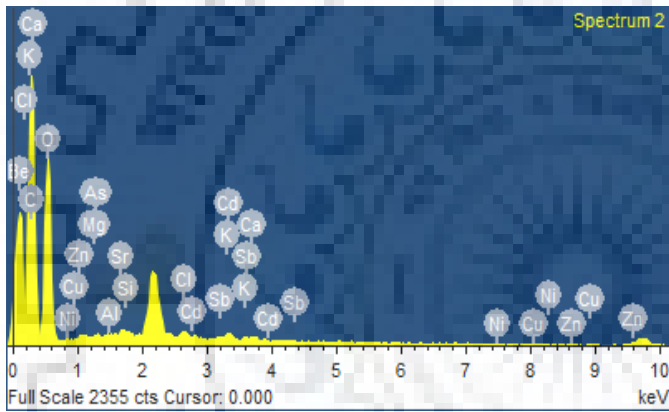 Spectrum 2
Ca
K
Cl
O
Be
C
As
Mg
Zn
Sr
Cu
Si
Ni
Al
Cl
Cd
Cd
K
Ca
Sb
Sb
K
Cd
Sb
Ni
Cu
Ni
Cu
Zn
Zn
0 1 2 3 4 5 6 7 8 9 10
Full Scale 2355 cts Cursor: 0.000 keV